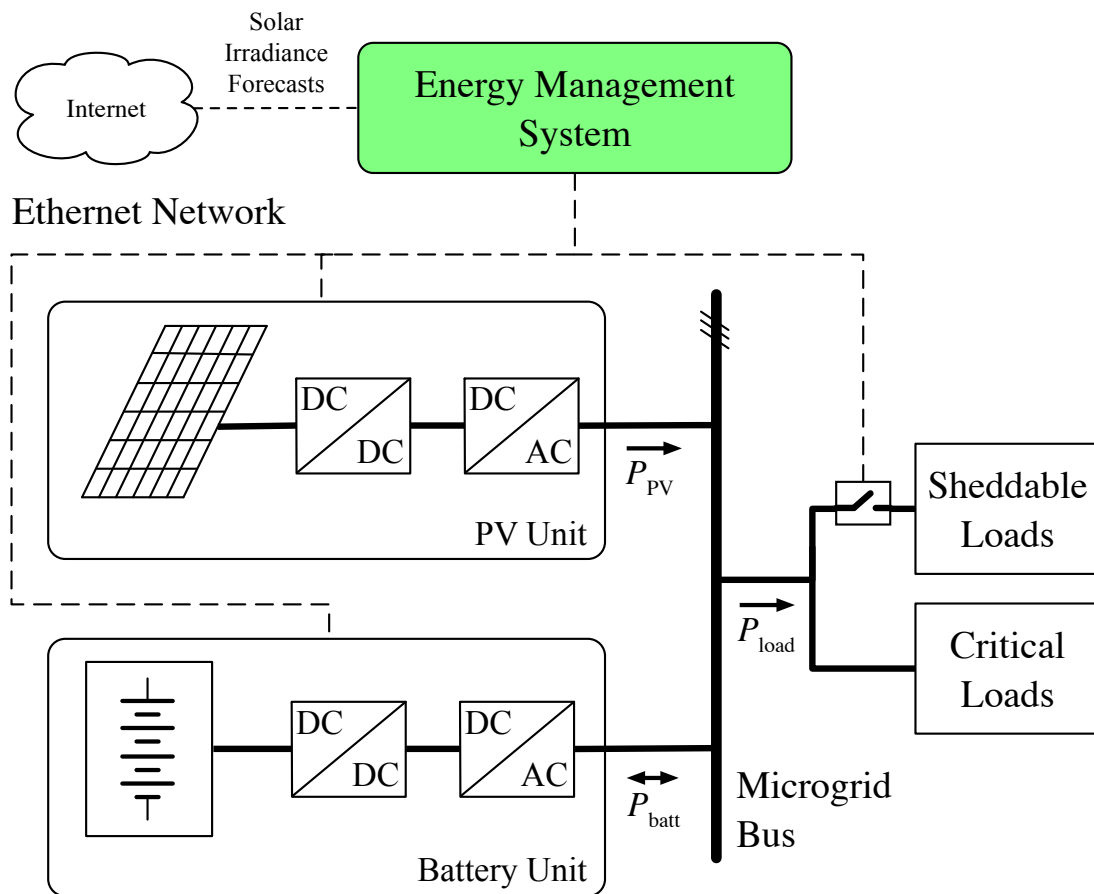 Solar
Irradiance
Forecasts
Internet
Energy Management
System
Ethernet Network
DC
DC
DC
AC
P_PV
PV Unit
Sheddable
Loads
P_load
Critical
Loads
DC
DC
DC
AC
P_batt
Microgrid
Bus
Battery Unit